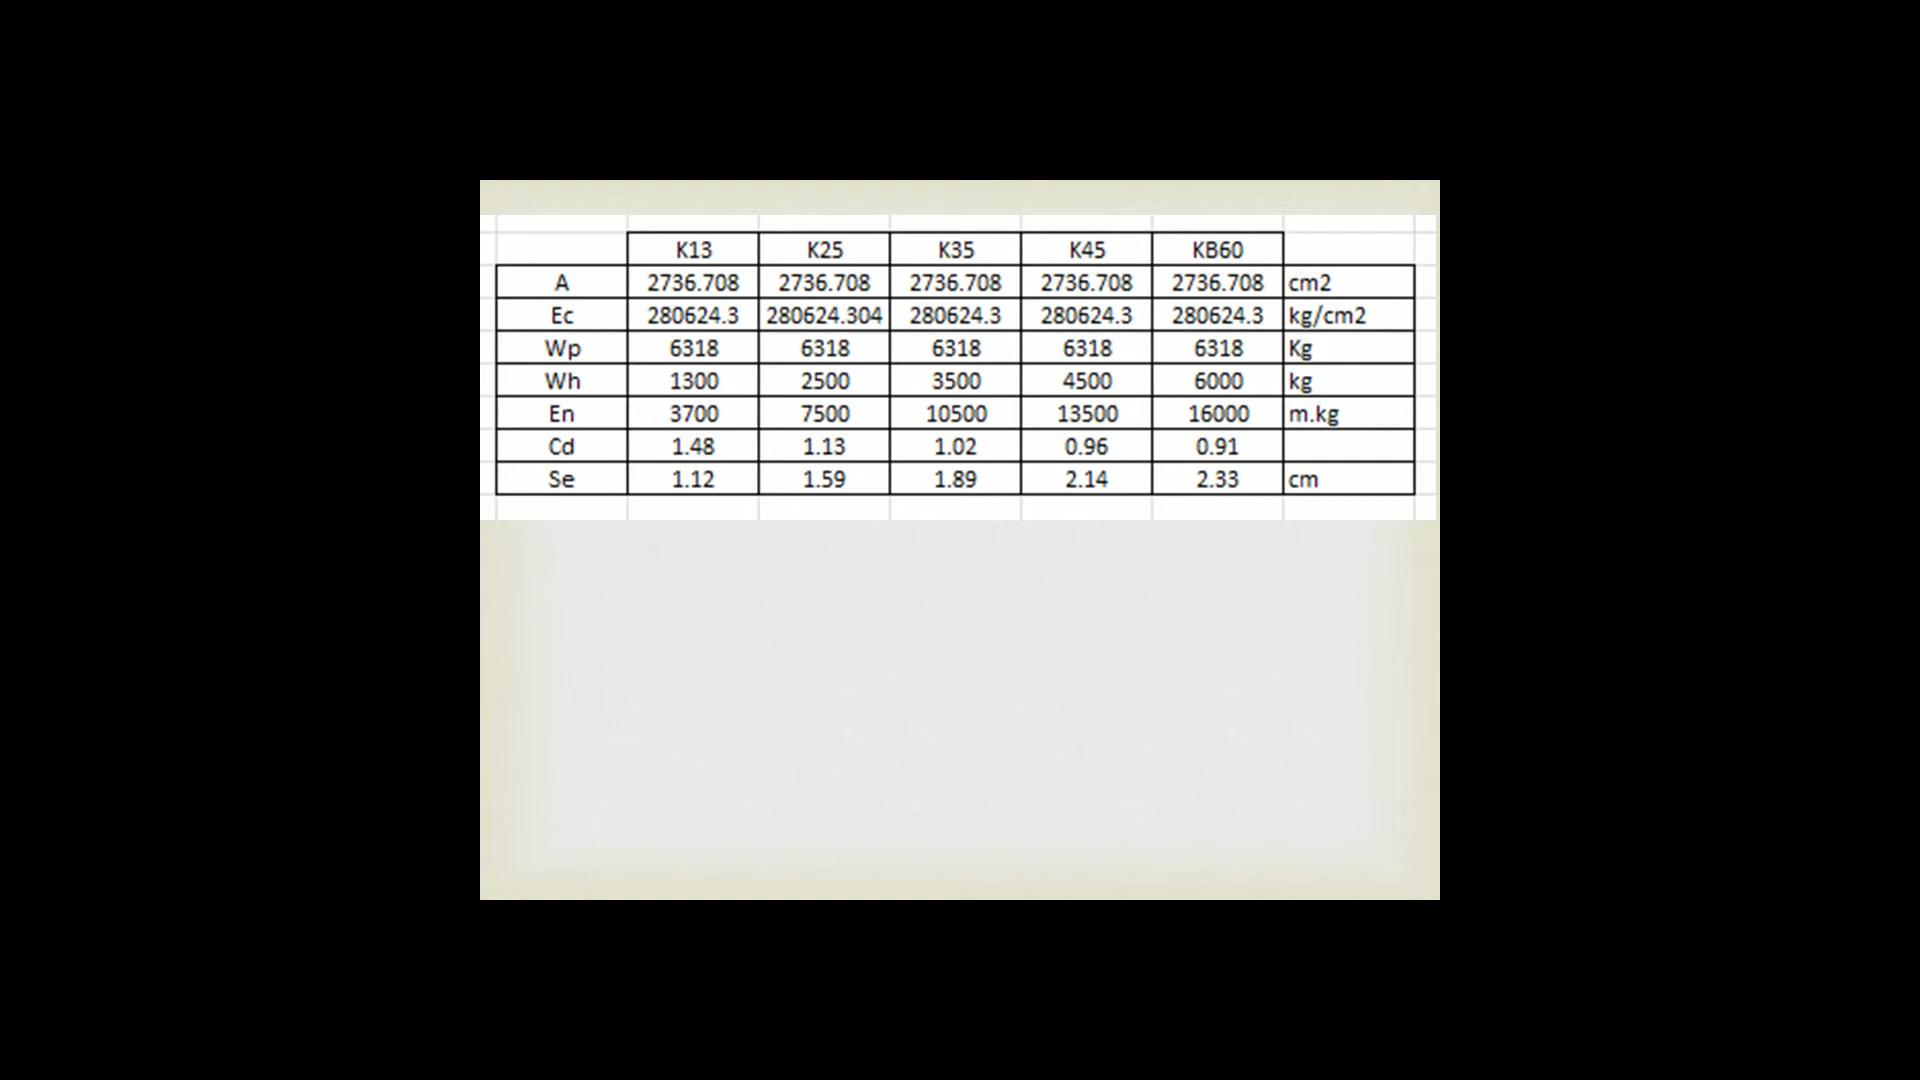 K13 K25 K35 K45 KB60
A 2736.708 2736.708 2736.708 2736.708 2736.708 cm2
Ec 280624.3 280624.304 280624.3 280624.3 280624.3 kg/cm2
Wp 6318 6318 6318 6318 6318 Kg
Wh 1300 2500 3500 4500 6000 kg
En 3700 7500 10500 13500 16000 m.kg
Cd 1.48 1.13 1.02 0.96 0.91
Se 1.12 1.59 1.89 2.14 2.33 cm